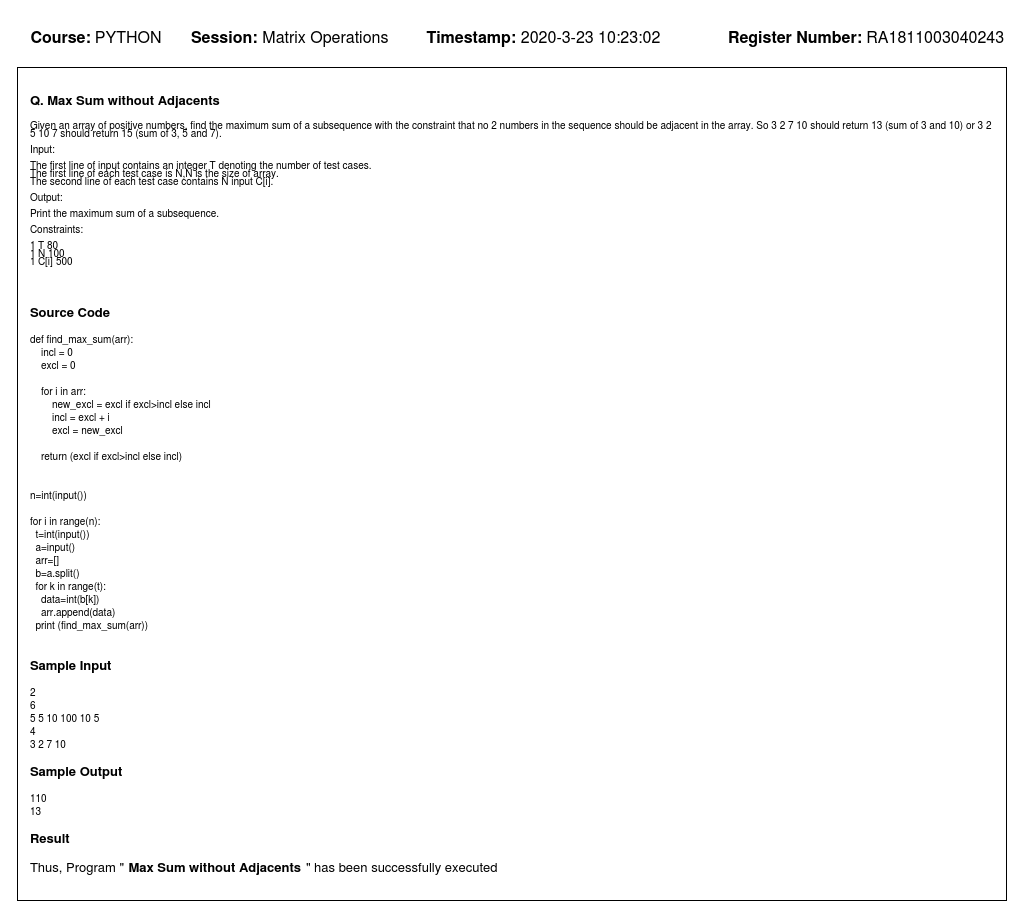 Course: PYTHON Session: Matrix Operations Timestamp: 2020-3-23 10:23:02 Register Number: RA1811003040243
Q. Max Sum without Adjacents
Given an array of positive numbers, find the maximum sum of a subsequence with the constraint that no 2 numbers in the sequence should be adjacent in the array. So 3 2 7 10 should return 13 (sum of 3 and 10) or 3 2
5 10 7 should return 15 (sum of 3, 5 and 7).
Input:
The first line of input contains an integer T denoting the number of test cases.
The first line of each test case is N,N is the size of array.
The second line of each test case contains N input C[i].
Output:
Print the maximum sum of a subsequence.
Constraints:
1 T 80
1 N 100
1 C[i] 500
Source Code
def find_max_sum(arr):
    incl = 0
    excl = 0
    for i in arr:
        new_excl = excl if excl>incl else incl
        incl = excl + i
        excl = new_excl
    return (excl if excl>incl else incl)
n=int(input())
for i in range(n):
  t=int(input())
  a=input()
  arr=[]
  b=a.split()
  for k in range(t):
    data=int(b[k])
    arr.append(data)
  print (find_max_sum(arr))
Sample Input
2
6
5 5 10 100 10 5
4
3 2 7 10
Sample Output
110
13
Result
Thus, Program " Max Sum without Adjacents " has been successfully executed